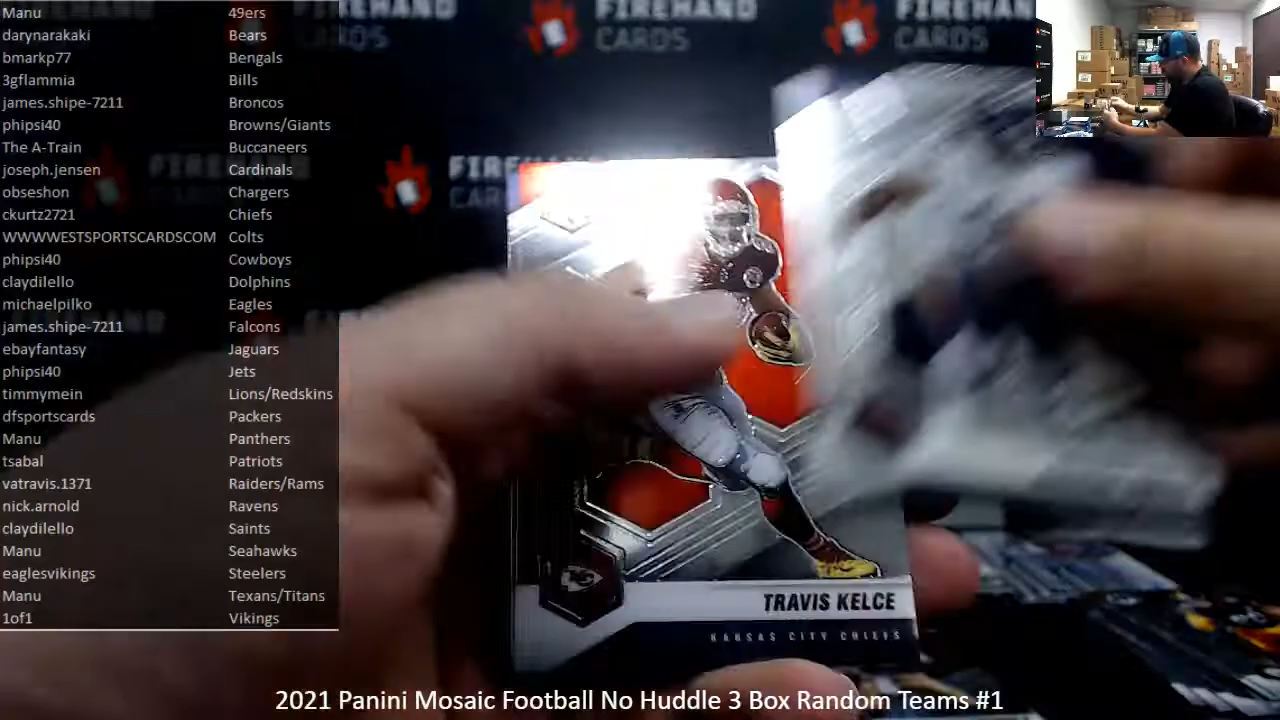 Manu 49ers
darynarakaki Bears
bmarkp77 Bengals
3gflammia Bills
james.shipe-7211 Broncos
phipsi40 Browns/Giants
The A-Train Buccaneers
joseph.jensen Cardinals
obseshon Chargers
ckurtz2721 Chiefs
WWWWESTSPORTSCARDSCOM Colts
phipsi40 Cowboys
claydilello Dolphins
michaelpilko Eagles
james.shipe-7211 Falcons
ebayfantasy Jaguars
phipsi40 Jets
timmymein Lions/Redskins
dfsportscards Packers
Manu Panthers
tsabal Patriots
vatravis.1371 Raiders/Rams
nick.arnold Ravens
claydilello Saints
Manu Seahawks
eaglesvikings Steelers
Manu Texans/Titans
1of1 Vikings
FIREHAND
CARDS
FIREHAN
CARDS
TRAVIS KELCE
KANSAS CITY CHIEFS
2021 Panini Mosaic Football No Huddle 3 Box Random Teams #1